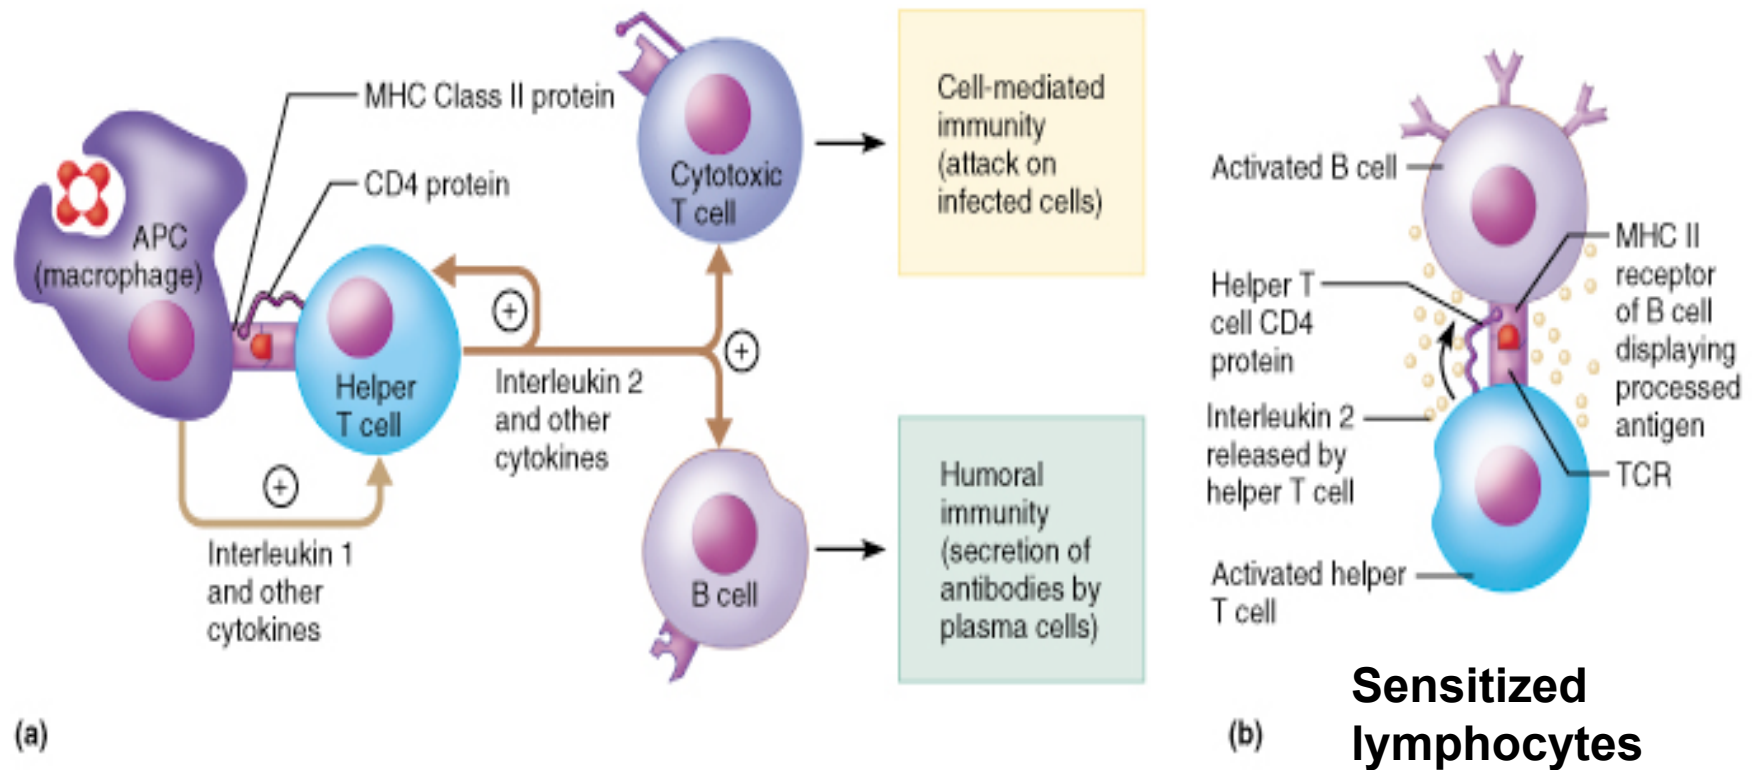 MHC Class II protein
CD4 protein
APC
(macrophage)
Helper
T cell
Interleukin 1
and other
cytokines
+
+
Interleukin 2
and other
cytokines
+
Cytotoxic
T cell
B cell
Cell-mediated
immunity
(attack on
infected cells)
Humoral
immunity
(secretion of
antibodies by
plasma cells)
(a)
Activated B cell
Helper T
cell CD4
protein
Interleukin 2
released by
helper T cell
Activated helper
T cell
MHC II
receptor
of B cell
displaying
processed
antigen
TCR
(b)
Sensitized
lymphocytes